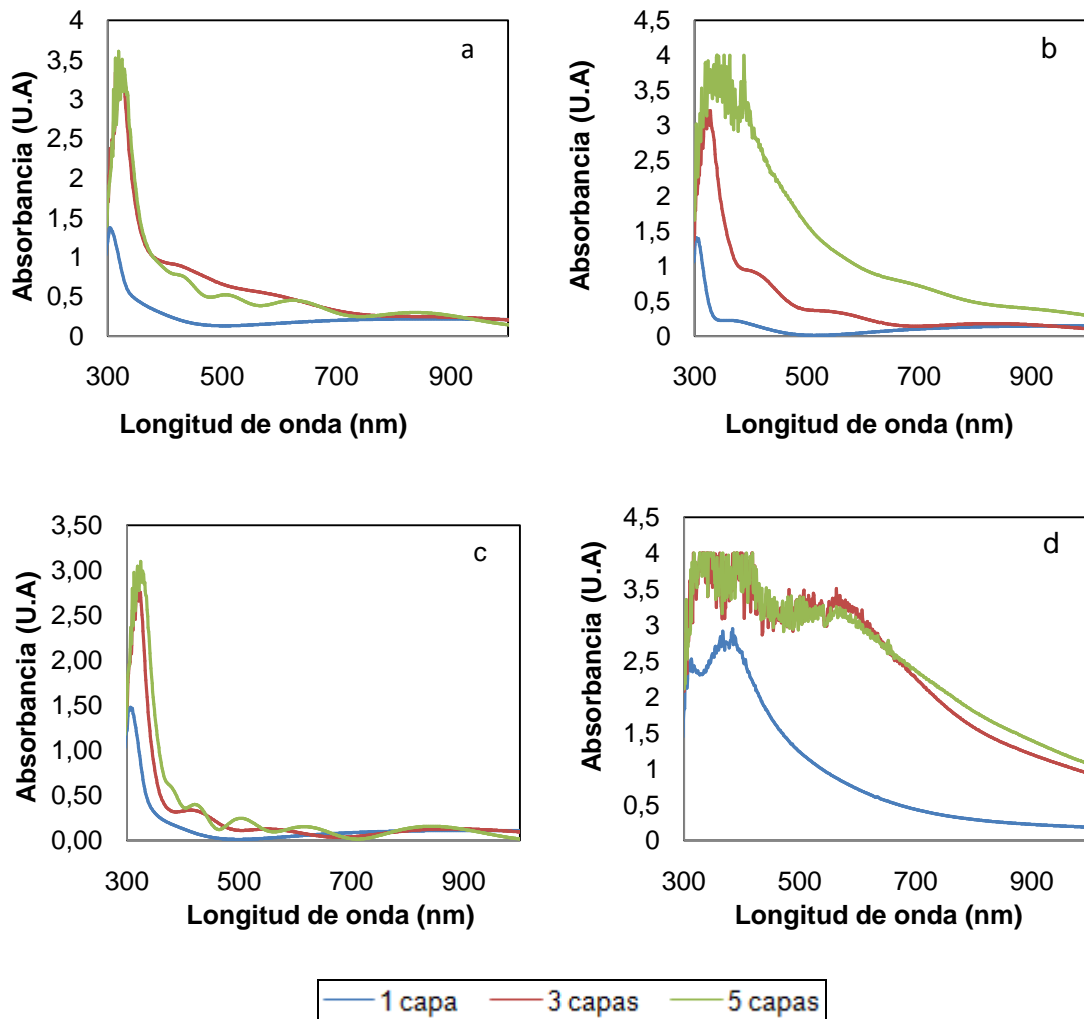 a
Absorbancia (U.A)
4
3,5
3
2,5
2
1,5
1
0,5
0
300 500 700 900
Longitud de onda (nm)
b
Absorbancia (U.A)
4,5
4
3,5
3
2,5
2
1,5
1
0,5
0
300 500 700 900
Longitud de onda (nm)
c
Absorbancia (U.A)
3,50
3,00
2,50
2,00
1,50
1,00
0,50
0,00
300 500 700 900
Longitud de onda (nm)
d
Absorbancia (U.A)
4,5
4
3,5
3
2,5
2
1,5
1
0,5
0
300 500 700 900
Longitud de onda (nm)
1 capa 3 capas 5 capas